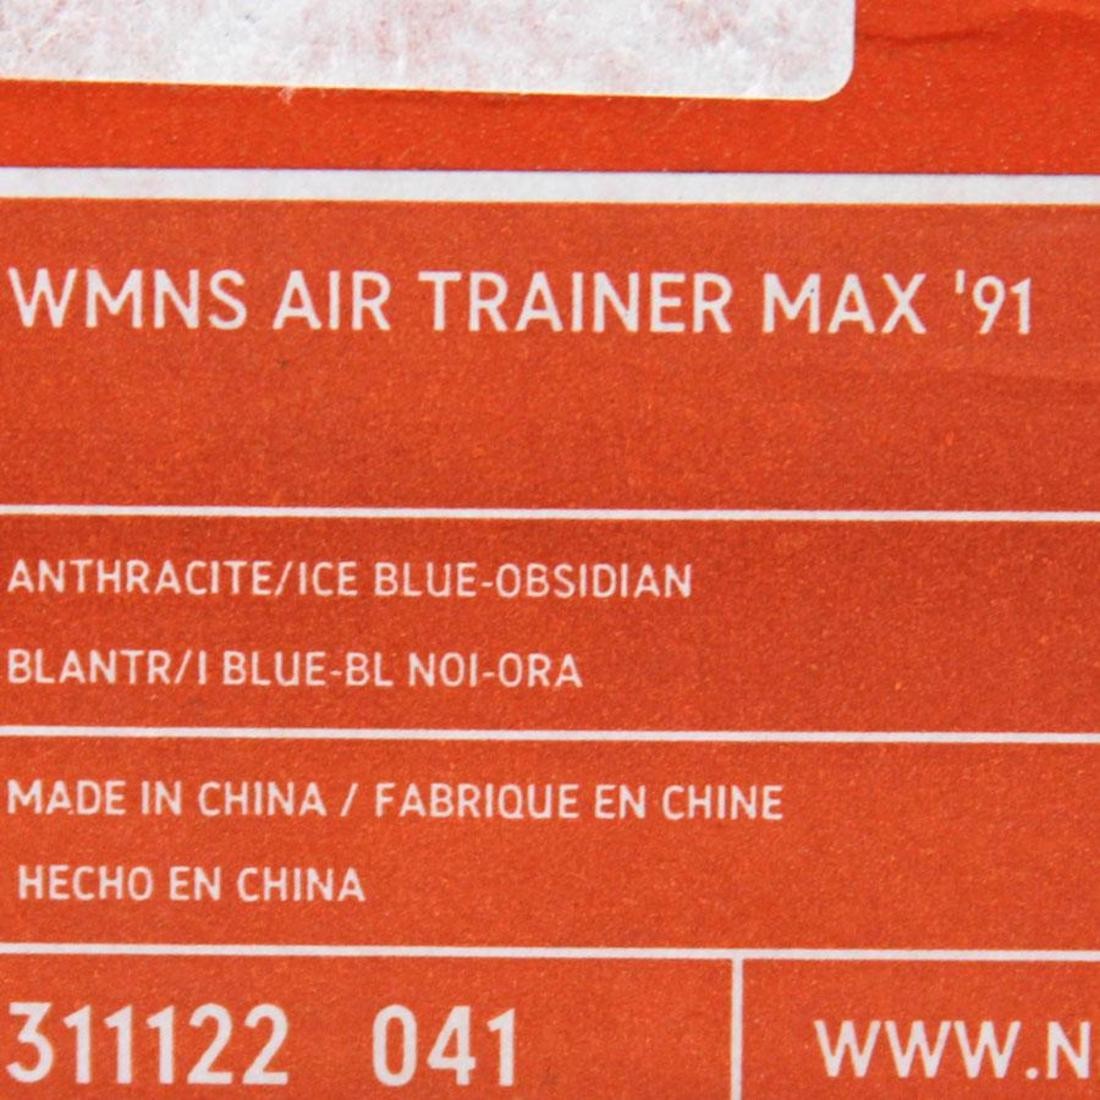 WMNS AIR TRAINER MAX '91
ANTHRACITE/ICE BLUE-OBSIDIAN
BLANTR/I BLUE-BL NOI-ORA
MADE IN CHINA / FABRIQUE EN CHINE
HECHO EN CHINA
311122 041 WWW.N